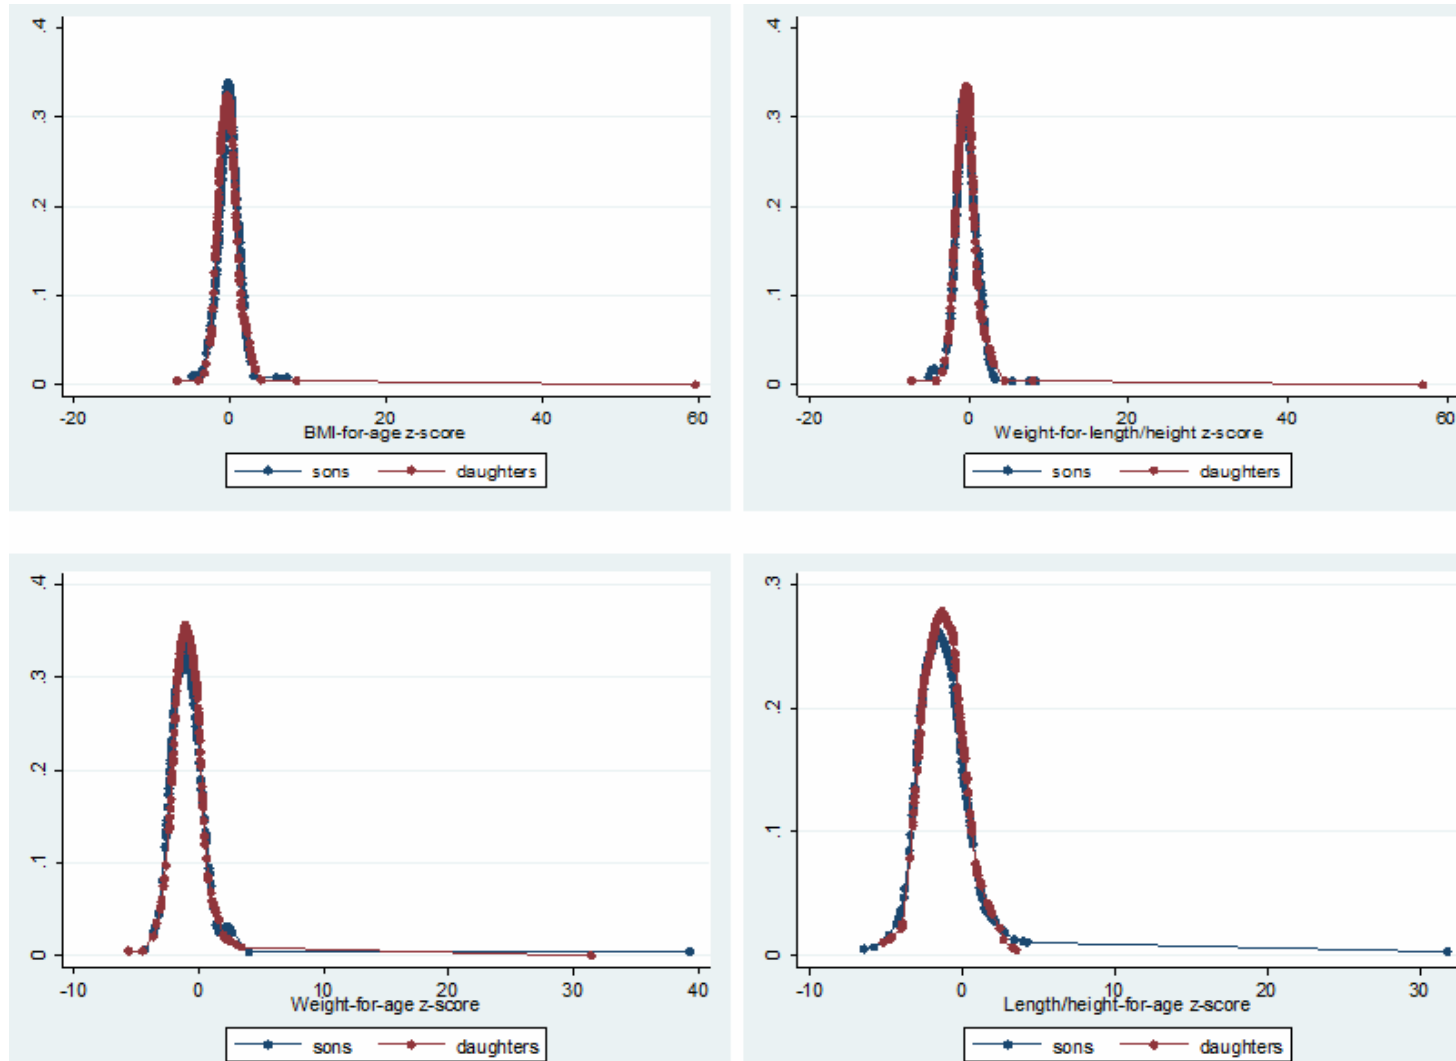 .4
.3
.2
.1
0
-20 0 20 40 60
BMI-for-age z-score
sons daughters
.4
.3
.2
.1
0
-20 0 20 40 60
Weight-for-length/height z-score
sons daughters
.4
.3
.2
.1
0
-10 0 10 20 30 40
Weight-for-age z-score
sons daughters
.3
.2
.1
0
-10 0 10 20 30
Length/height-for-age z-score
sons daughters